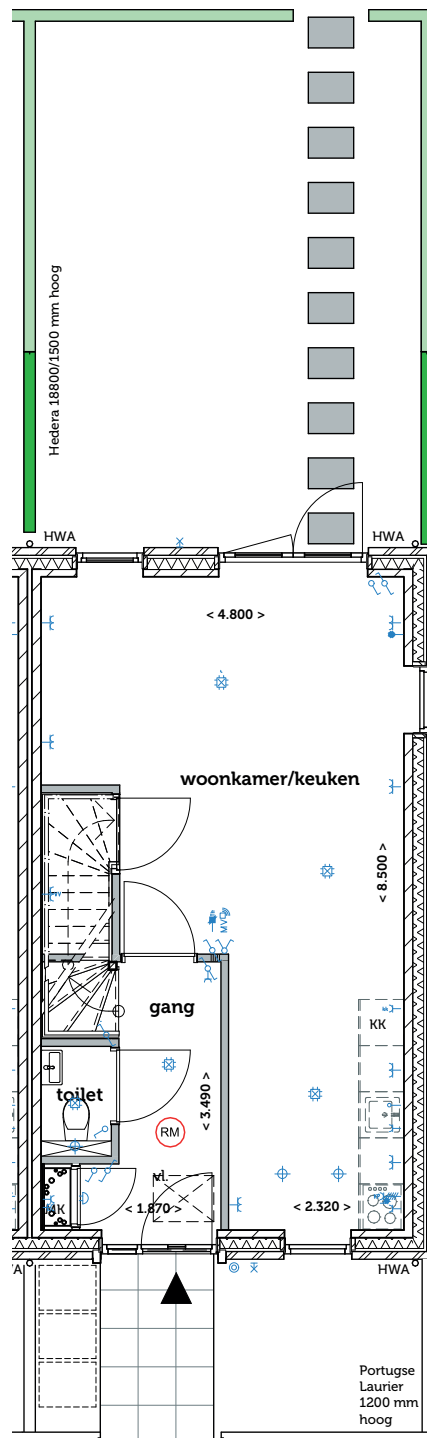 Hedera 18800/1500 mm hoog
HWA
HWA
< 4.800 >
woonkamer/keuken
< 8.500 >
MV
gang
KK
toilet
< 3.490 >
RM
vl.
MK
< 1.870 >
< 2.320 >
HWA
Portugse
Laurier
1200 mm
hoog